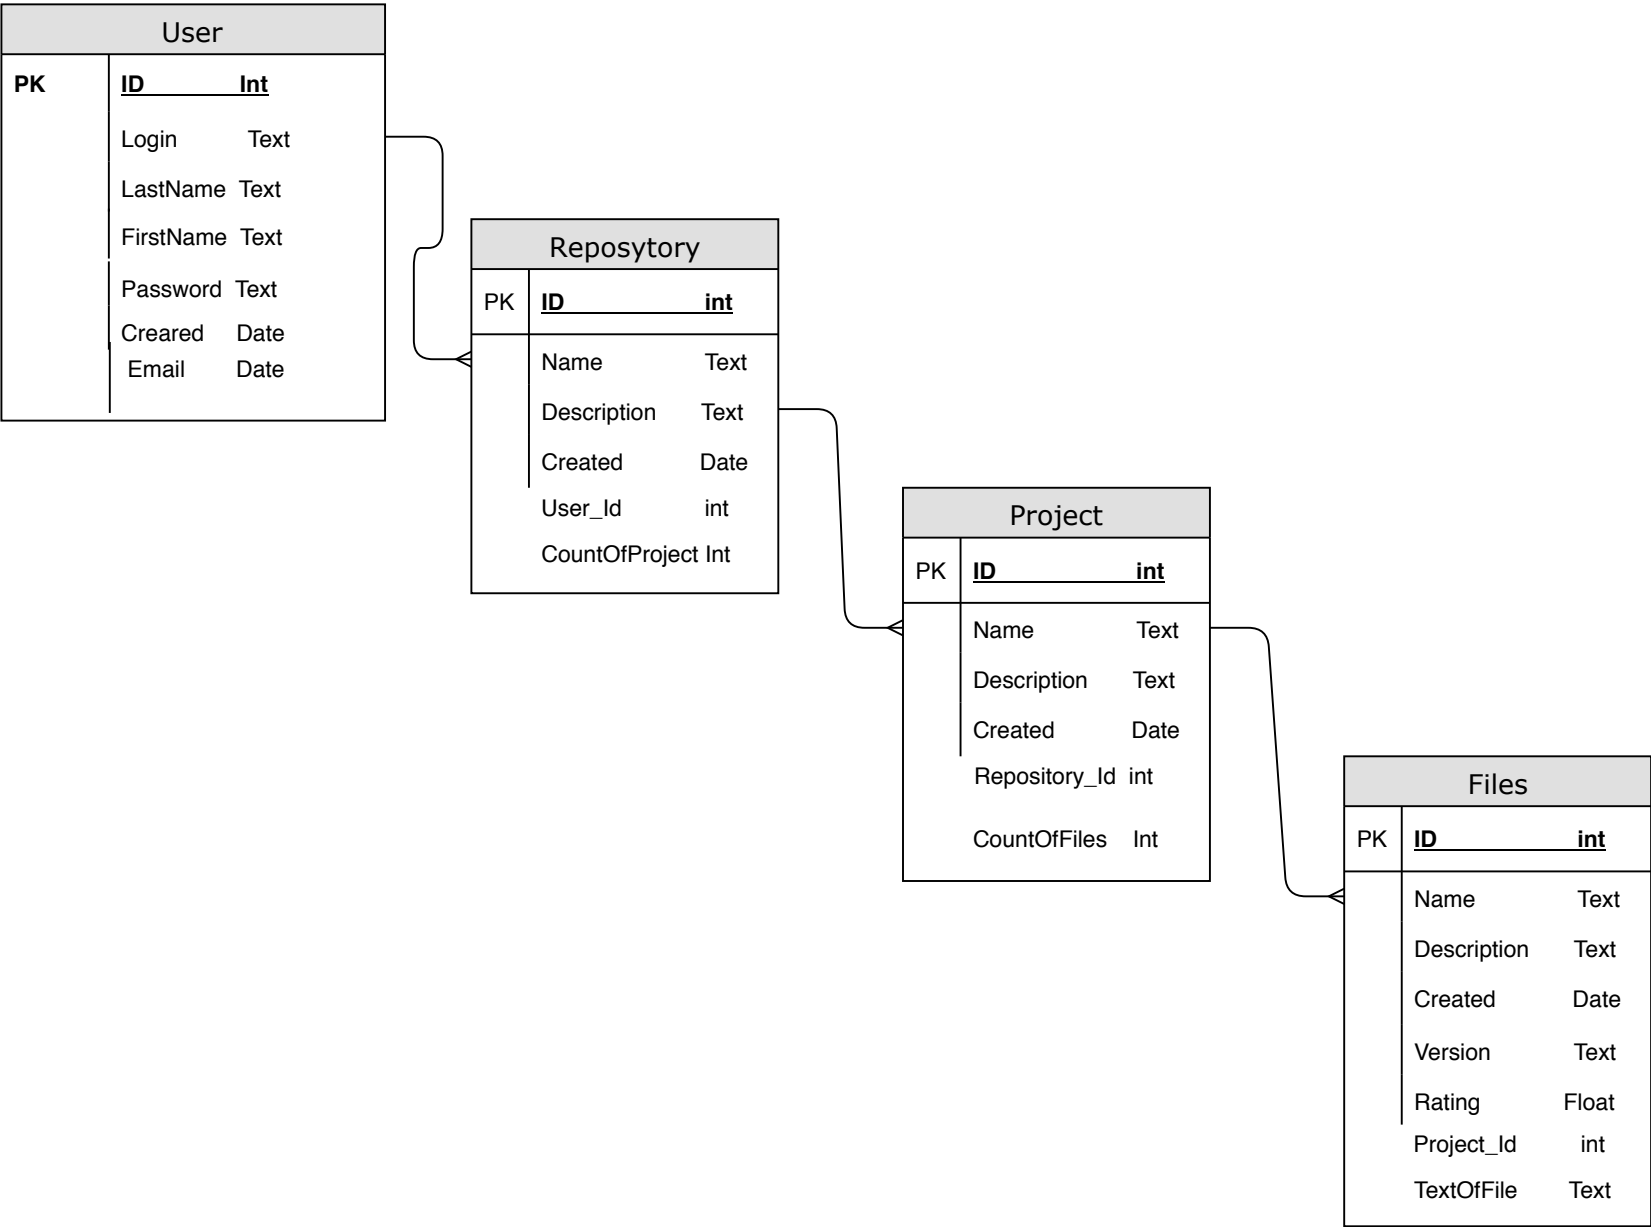 User
PK ID Int
Login Text
LastName Text
FirstName Text
Password Text
Creared Date
Email Date
Reposytory
PK ID int
Name Text
Description Text
Created Date
User_Id int
CountOfProject Int
Project
PK ID int
Name Text
Description Text
Created Date
Repository_Id int
CountOfFiles Int
Files
PK ID int
Name Text
Description Text
Created Date
Version Text
Rating Float
Project_Id int
TextOfFile Text